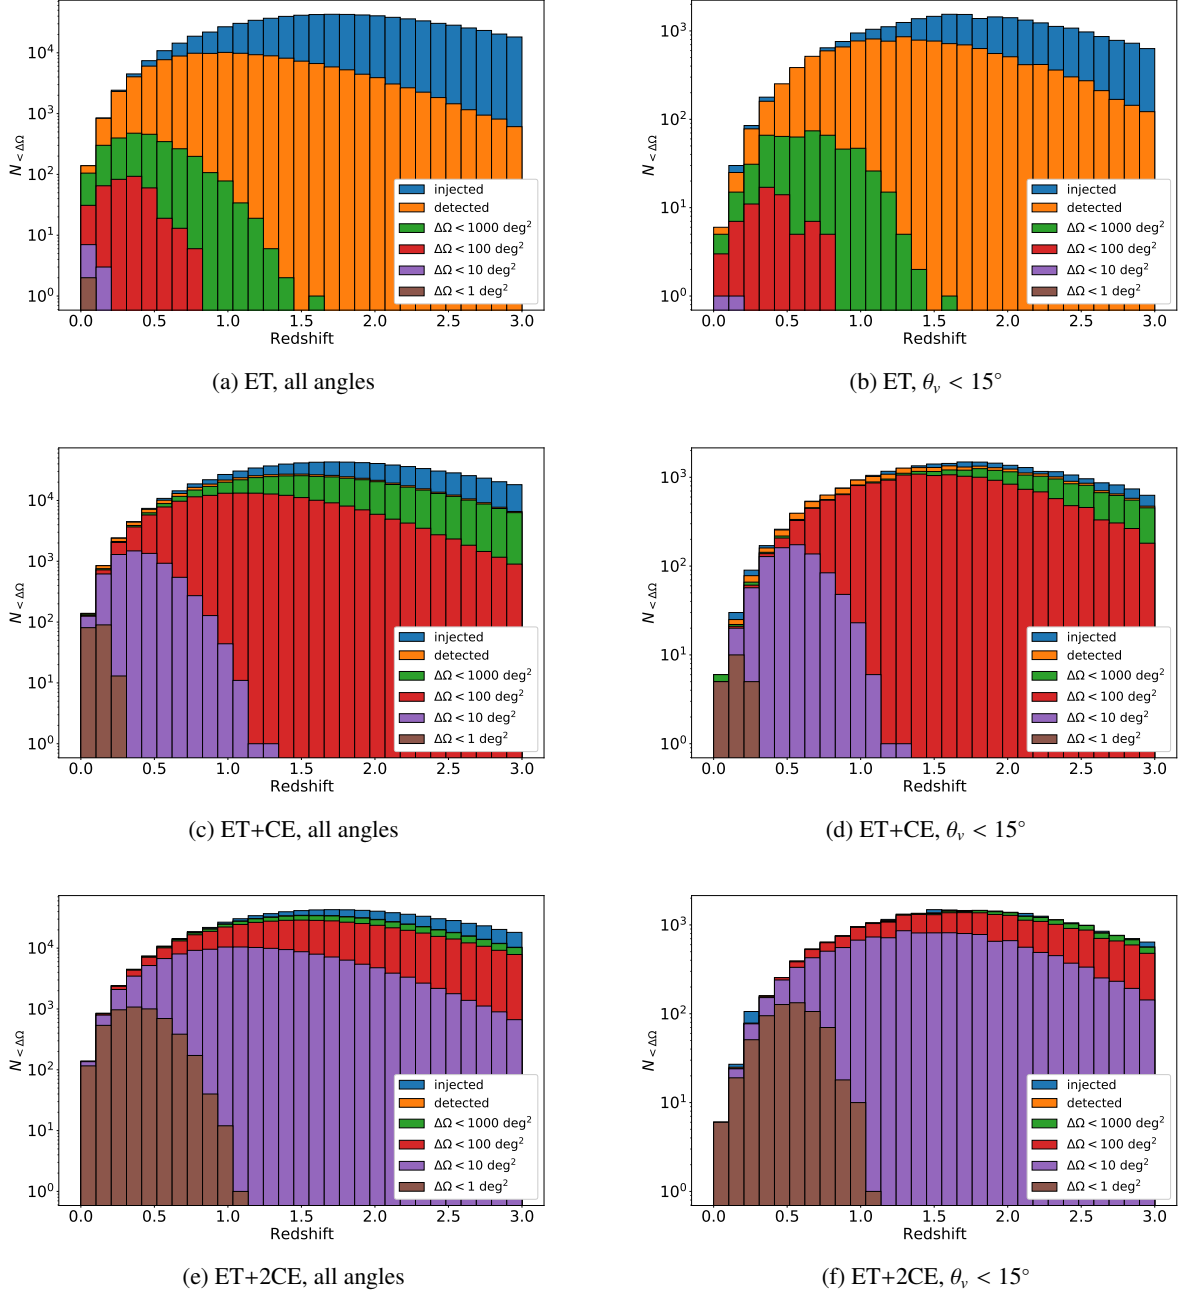 10⁴
10³
10²
10¹
10⁰
N<ΔΩ
injected
detected
ΔΩ < 1000 deg²
ΔΩ < 100 deg²
ΔΩ < 10 deg²
ΔΩ < 1 deg²
0.0 0.5 1.0 1.5 2.0 2.5 3.0
Redshift
(a) ET, all angles
10³
10²
10¹
10⁰
N<ΔΩ
injected
detected
ΔΩ < 1000 deg²
ΔΩ < 100 deg²
ΔΩ < 10 deg²
ΔΩ < 1 deg²
0.0 0.5 1.0 1.5 2.0 2.5 3.0
Redshift
(b) ET, θᵥ < 15°
10⁴
10³
10²
10¹
10⁰
N<ΔΩ
injected
detected
ΔΩ < 1000 deg²
ΔΩ < 100 deg²
ΔΩ < 10 deg²
ΔΩ < 1 deg²
0.0 0.5 1.0 1.5 2.0 2.5 3.0
Redshift
(c) ET+CE, all angles
10³
10²
10¹
10⁰
N<ΔΩ
injected
detected
ΔΩ < 1000 deg²
ΔΩ < 100 deg²
ΔΩ < 10 deg²
ΔΩ < 1 deg²
0.0 0.5 1.0 1.5 2.0 2.5 3.0
Redshift
(d) ET+CE, θᵥ < 15°
10⁴
10³
10²
10¹
10⁰
N<ΔΩ
injected
detected
ΔΩ < 1000 deg²
ΔΩ < 100 deg²
ΔΩ < 10 deg²
ΔΩ < 1 deg²
0.0 0.5 1.0 1.5 2.0 2.5 3.0
Redshift
(e) ET+2CE, all angles
10³
10²
10¹
10⁰
N<ΔΩ
injected
detected
ΔΩ < 1000 deg²
ΔΩ < 100 deg²
ΔΩ < 10 deg²
ΔΩ < 1 deg²
0.0 0.5 1.0 1.5 2.0 2.5 3.0
Redshift
(f) ET+2CE, θᵥ < 15°